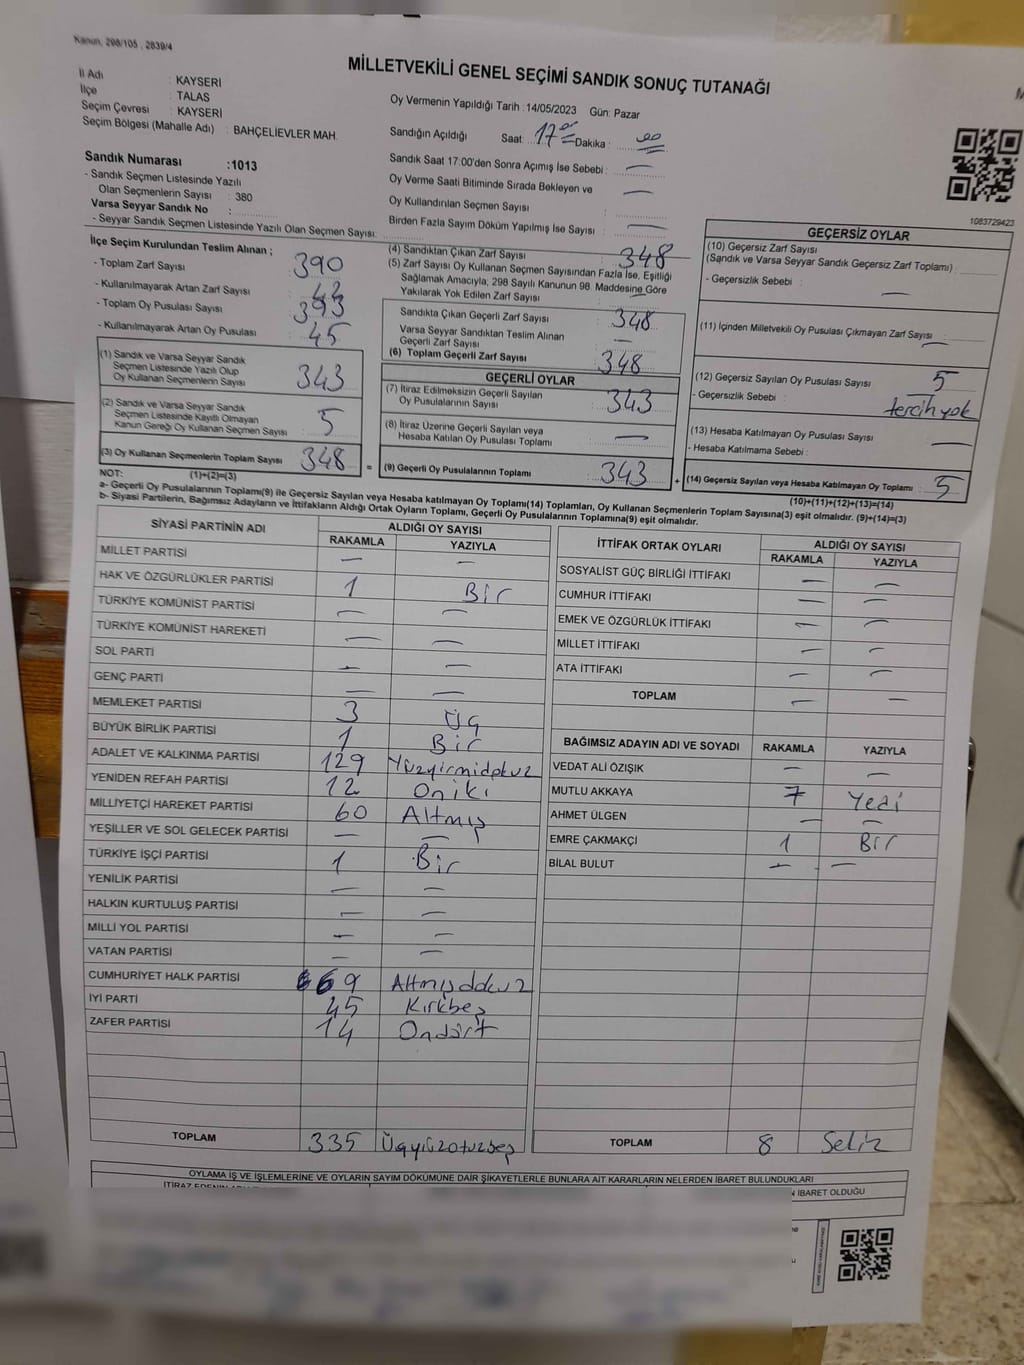 Kanun, 298/105 , 2839/4
MİLLETVEKİLİ GENEL SEÇİMİ SANDIK SONUÇ TUTANAĞI
İl Adı : KAYSERİ
İlçe : TALAS
Seçim Çevresi : KAYSERİ
Seçim Bölgesi (Mahalle Adı) : BAHÇELİEVLER MAH.
Oy Vermenin Yapıldığı Tarih :14/05/2023 Gün: Pazar
Sandığın Açıldığı Saat: 17 00 Dakika : 00
Sandık Saat 17:00'den Sonra Açımış İse Sebebi : —
Oy Verme Saati Bitiminde Sırada Bekleyen ve
Oy Kullandırılan Seçmen Sayısı : —
Birden Fazla Sayım Döküm Yapılmış İse Sayısı : —
Sandık Numarası :1013
- Sandık Seçmen Listesinde Yazılı
Olan Seçmenlerin Sayısı : 380
Varsa Seyyar Sandık No :
- Seyyar Sandık Seçmen Listesinde Yazılı Olan Seçmen Sayısı:
1083729423
İlçe Seçim Kurulundan Teslim Alınan ;
- Toplam Zarf Sayısı : 390
- Kullanılmayarak Artan Zarf Sayısı : 42
- Toplam Oy Pusulası Sayısı : 393
- Kullanılmayarak Artan Oy Pusulası : 45
(1) Sandık ve Varsa Seyyar Sandık
Seçmen Listesinde Yazılı Olup
Oy Kullanan Seçmenlerin Sayısı : 343
(2) Sandık ve Varsa Seyyar Sandık
Seçmen Listesinde Kayıtlı Olmayan
Kanun Gereği Oy Kullanan Seçmen Sayısı : 5
(3) Oy Kullanan Seçmenlerin Toplam Sayısı : 348
(1)+(2)=(3)
(4) Sandıktan Çıkan Zarf Sayısı : 348
(5) Zarf Sayısı Oy Kullanan Seçmen Sayısından Fazla İse, Eşitliği
Sağlamak Amacıyla, 298 Sayılı Kanunun 98. Maddesine Göre
Yakılarak Yok Edilen Zarf Sayısı : —
Sandıkta Çıkan Geçerli Zarf Sayısı : 348
Varsa Seyyar Sandıktan Teslim Alınan
Geçerli Zarf Sayısı : —
(6) Toplam Geçerli Zarf Sayısı : 348
GEÇERLİ OYLAR
(7) İtiraz Edilmeksizin Geçerli Sayılan
Oy Pusulalarının Sayısı : 343
(8) İtiraz Üzerine Geçerli Sayılan veya
Hesaba Katılan Oy Pusulası Toplamı : —
= (9) Geçerli Oy Pusulalarının Toplamı : 343
GEÇERSİZ OYLAR
(10) Geçersiz Zarf Sayısı
(Sandık ve Varsa Seyyar Sandık Geçersiz Zarf Toplamı) :
- Geçersizlik Sebebi : —
(11) İçinden Milletvekili Oy Pusulası Çıkmayan Zarf Sayısı : —
(12) Geçersiz Sayılan Oy Pusulası Sayısı : 5
- Geçersizlik Sebebi : tercih yok
(13) Hesaba Katılmayan Oy Pusulası Sayısı : —
- Hesaba Katılmama Sebebi :
+ (14) Geçersiz Sayılan veya Hesaba Katılmayan Oy Toplamı : 5
(10)+(11)+(12)+(13)=(14)
NOT:
a- Geçerli Oy Pusulalarının Toplamı(9) ile Geçersiz Sayılan veya Hesaba katılmayan Oy Toplamı(14) Toplamları, Oy Kullanan Seçmenlerin Toplam Sayısına(3) eşit olmalıdır. (9)+(14)=(3)
b- Siyasi Partilerin, Bağımsız Adayların ve İttifakların Aldığı Ortak Oyların Toplamı, Geçerli Oy Pusulalarının Toplamına(9) eşit olmalıdır.
SİYASİ PARTİNİN ADI ALDIĞI OY SAYISI
RAKAMLA YAZIYLA
MİLLET PARTİSİ — —
HAK VE ÖZGÜRLÜKLER PARTİSİ 1 Bir
TÜRKİYE KOMÜNİST PARTİSİ — —
TÜRKİYE KOMÜNİST HAREKETİ — —
SOL PARTİ — —
GENÇ PARTİ — —
MEMLEKET PARTİSİ 3 Üç
BÜYÜK BİRLİK PARTİSİ 1 Bir
ADALET VE KALKINMA PARTİSİ 129 Yüzyirmidokuz
YENİDEN REFAH PARTİSİ 12 Oniki
MİLLİYETÇİ HAREKET PARTİSİ 60 Altmış
YEŞİLLER VE SOL GELECEK PARTİSİ — —
TÜRKİYE İŞÇİ PARTİSİ 1 Bir
YENİLİK PARTİSİ — —
HALKIN KURTULUŞ PARTİSİ — —
MİLLİ YOL PARTİSİ — —
VATAN PARTİSİ — —
CUMHURİYET HALK PARTİSİ 69 Altmışdokuz
İYİ PARTİ 45 Kırkbeş
ZAFER PARTİSİ 14 Ondört
TOPLAM 335 Üçyüzotuzbeş
İTTİFAK ORTAK OYLARI ALDIĞI OY SAYISI
RAKAMLA YAZIYLA
SOSYALİST GÜÇ BİRLİĞİ İTTİFAKI — —
CUMHUR İTTİFAKI — —
EMEK VE ÖZGÜRLÜK İTTİFAKI — —
MİLLET İTTİFAKI — —
ATA İTTİFAKI — —
TOPLAM — —
BAĞIMSIZ ADAYIN ADI VE SOYADI RAKAMLA YAZIYLA
VEDAT ALİ ÖZIŞIK — —
MUTLU AKKAYA 7 Yedi
AHMET ÜLGEN — —
EMRE ÇAKMAKÇİ 1 Bir
BİLAL BULUT — —
TOPLAM 8 Sekiz
OYLAMA İŞ VE İŞLEMLERİNE VE OYLARIN SAYIM DÖKÜMÜNE DAİR ŞİKAYETLERLE BUNLARA AİT KARARLARIN NELERDEN İBARET BULUNDUKLARI
N İBARET OLDUĞU